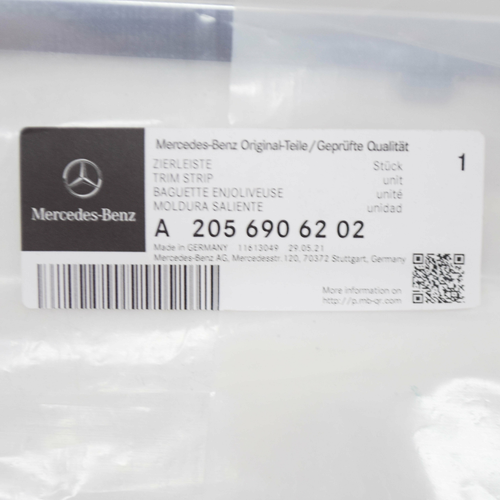 Mercedes-Benz Original-Teile/Geprüfte Qualität
ZIERLEISTE Stück 1
TRIM STRIP unit
BAGUETTE ENJOLIVEUSE unité
MOLDURA SALIENTE unidad
Mercedes-Benz
A 205 690 62 02
Made in GERMANY 11613049 29.05.21
Mercedes-Benz AG, Mercedesstr.120, 70372 Stuttgart, Germany
More information on
http://p.mb-qr.com